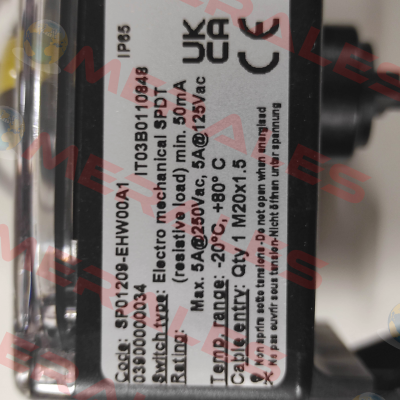 Code: SP01209-EHW00A1 IP65
03900000034 IT03B0110848
Switch type: Electro mechanical SPDT
Rating: (resistive load) min. 50mA
Max. 5A@250Vac, 5A@125Vac
Temp. range: -20°C, +80° C
Cable entry: Qty 1 M20x1.5
Non aprire sotto tensione - Do not open when energised
Ne pas ouvrir sous tension - Nicht öffnen unter spannung
UK
CA
CE
MERALES